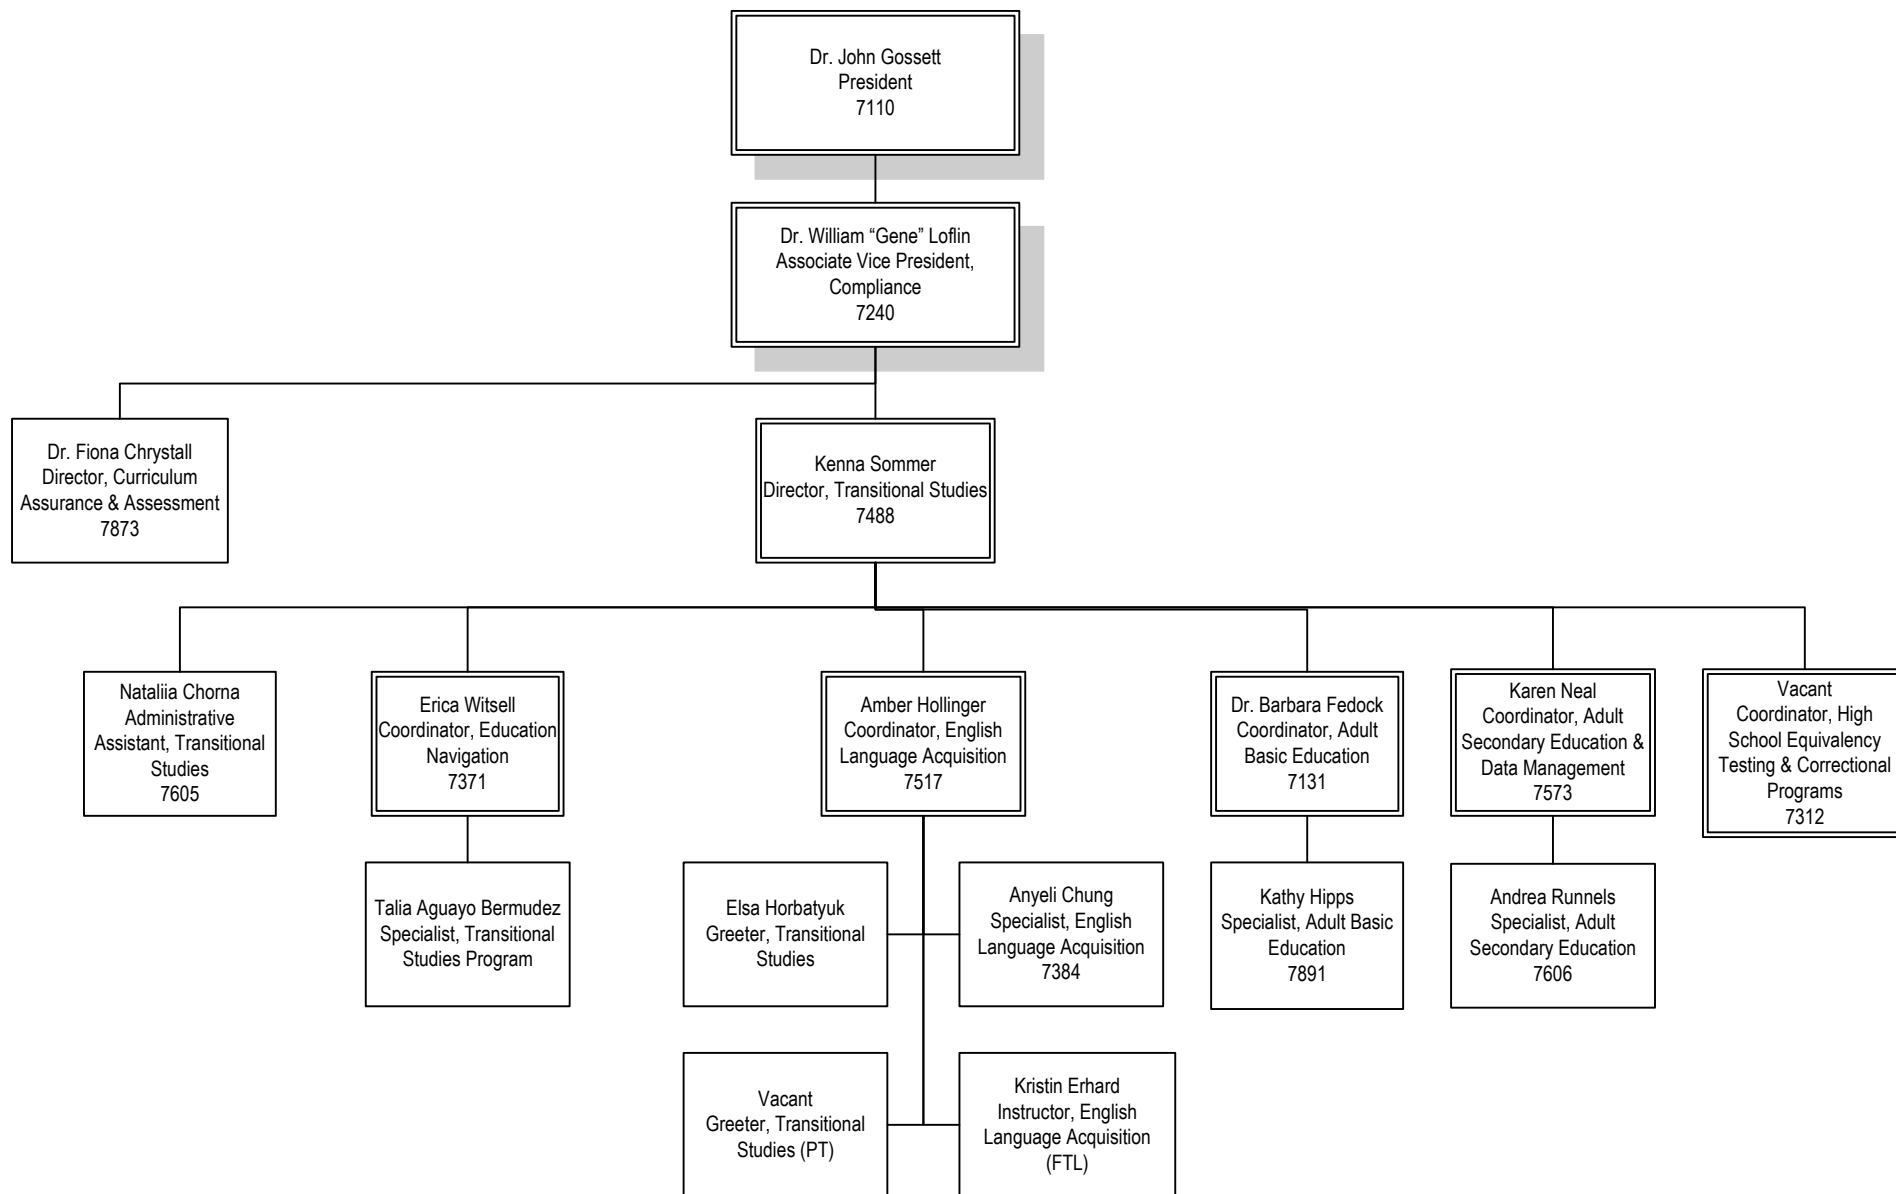 Dr. John Gossett
President
7110
Dr. William “Gene” Loflin
Associate Vice President,
Compliance
7240
Dr. Fiona Chrystall
Director, Curriculum
Assurance & Assessment
7873
Kenna Sommer
Director, Transitional Studies
7488
Nataliia Chorna
Administrative
Assistant, Transitional
Studies
7605
Erica Witsell
Coordinator, Education
Navigation
7371
Amber Hollinger
Coordinator, English
Language Acquisition
7517
Dr. Barbara Fedock
Coordinator, Adult
Basic Education
7131
Karen Neal
Coordinator, Adult
Secondary Education &
Data Management
7573
Vacant
Coordinator, High
School Equivalency
Testing & Correctional
Programs
7312
Talia Aguayo Bermudez
Specialist, Transitional
Studies Program
Elsa Horbatyuk
Greeter, Transitional
Studies
Anyeli Chung
Specialist, English
Language Acquisition
7384
Kathy Hipps
Specialist, Adult Basic
Education
7891
Andrea Runnels
Specialist, Adult
Secondary Education
7606
Vacant
Greeter, Transitional
Studies (PT)
Kristin Erhard
Instructor, English
Language Acquisition
(FTL)